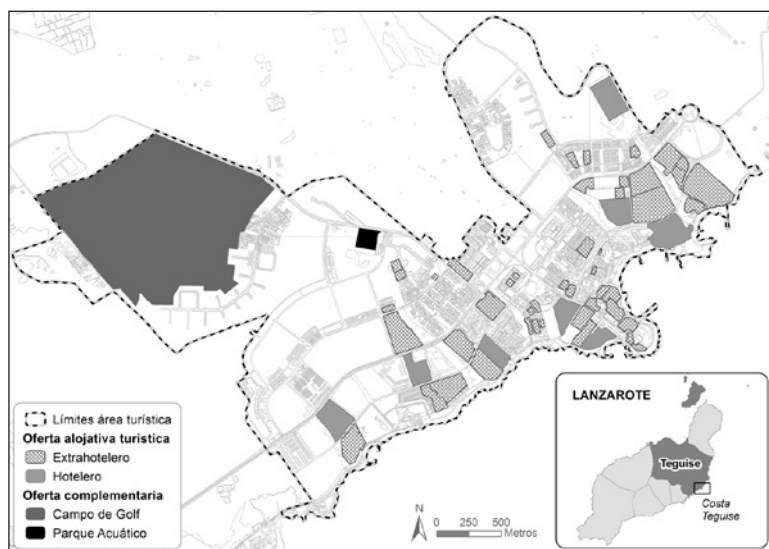 Límites área turística
Oferta alojativa turística
Extrahotelero
Hotelero
Oferta complementaria
Campo de Golf
Parque Acuático
N
0 250 500
Metros
LANZAROTE
Teguise
Costa
Teguise